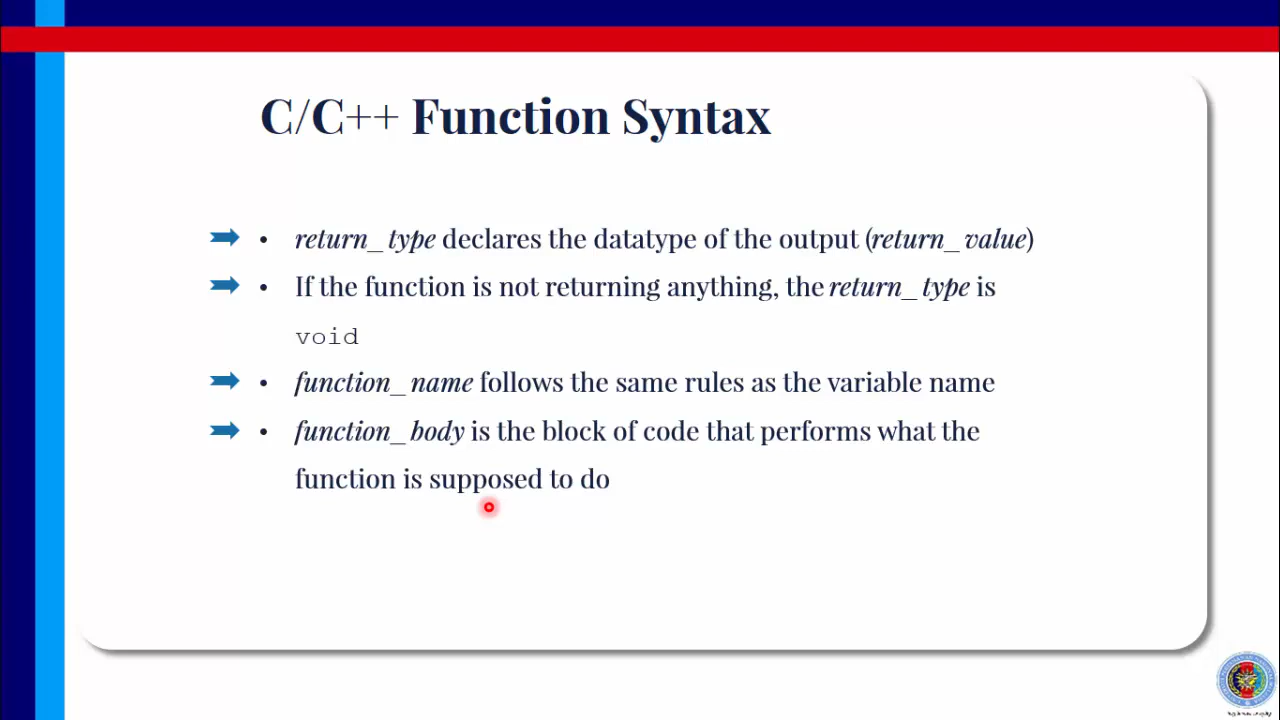 C/C++ Function Syntax
• return_type declares the datatype of the output (return_value)
• If the function is not returning anything, the return_type is
void
• function_name follows the same rules as the variable name
• function_body is the block of code that performs what the
function is supposed to do